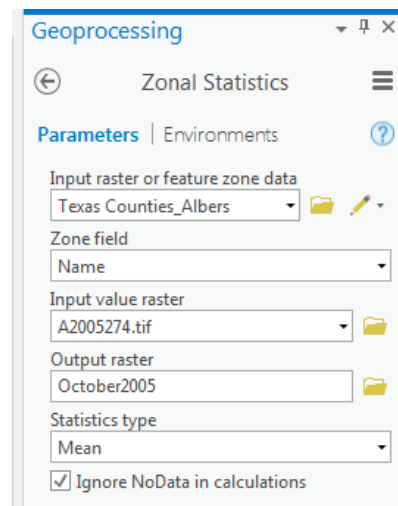 Geoprocessing
Zonal Statistics
Parameters | Environments
Input raster or feature zone data
Texas Counties_Albers
Zone field
Name
Input value raster
A2005274.tif
Output raster
October2005
Statistics type
Mean
Ignore NoData in calculations